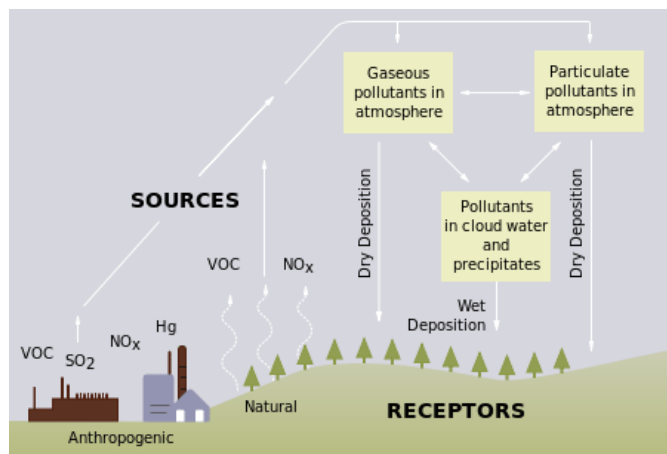 Gaseous
pollutants in
atmosphere
Particulate
pollutants in
atmosphere
SOURCES
Dry Deposition
Pollutants
in cloud water
and
precipitates
Dry Deposition
VOC
NOx
Wet
Deposition
VOC
SO2
NOx
Hg
Natural
RECEPTORS
Anthropogenic